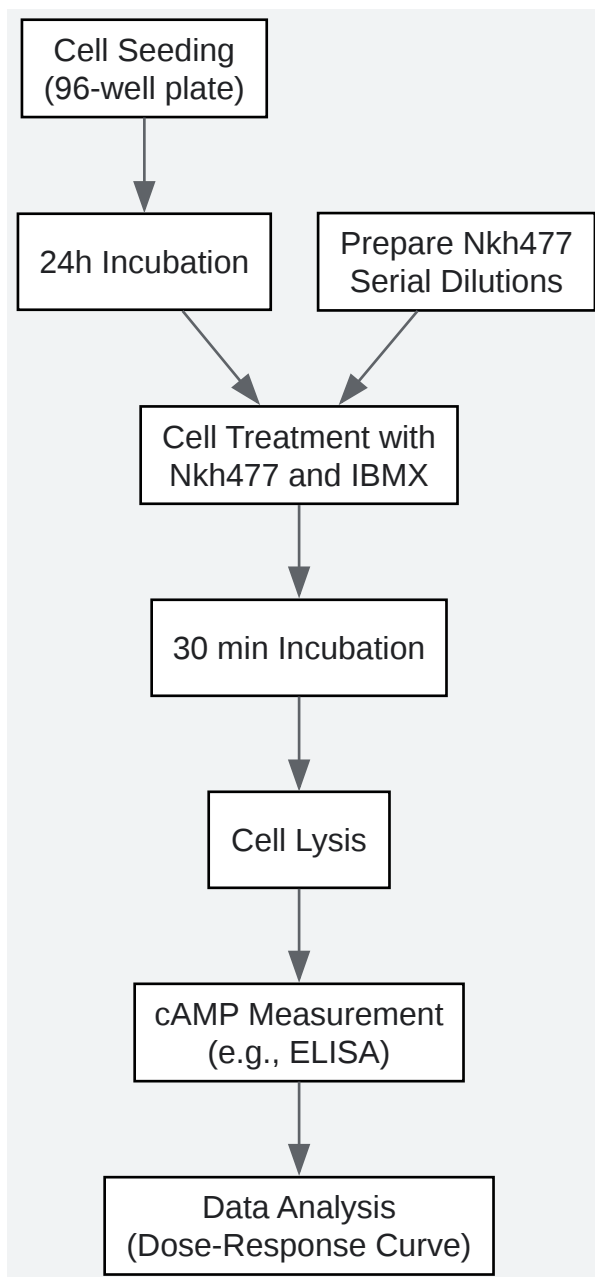 Cell Seeding
(96-well plate)
24h Incubation
Prepare Nkh477
Serial Dilutions
Cell Treatment with
Nkh477 and IBMX
30 min Incubation
Cell Lysis
cAMP Measurement
(e.g., ELISA)
Data Analysis
(Dose-Response Curve)